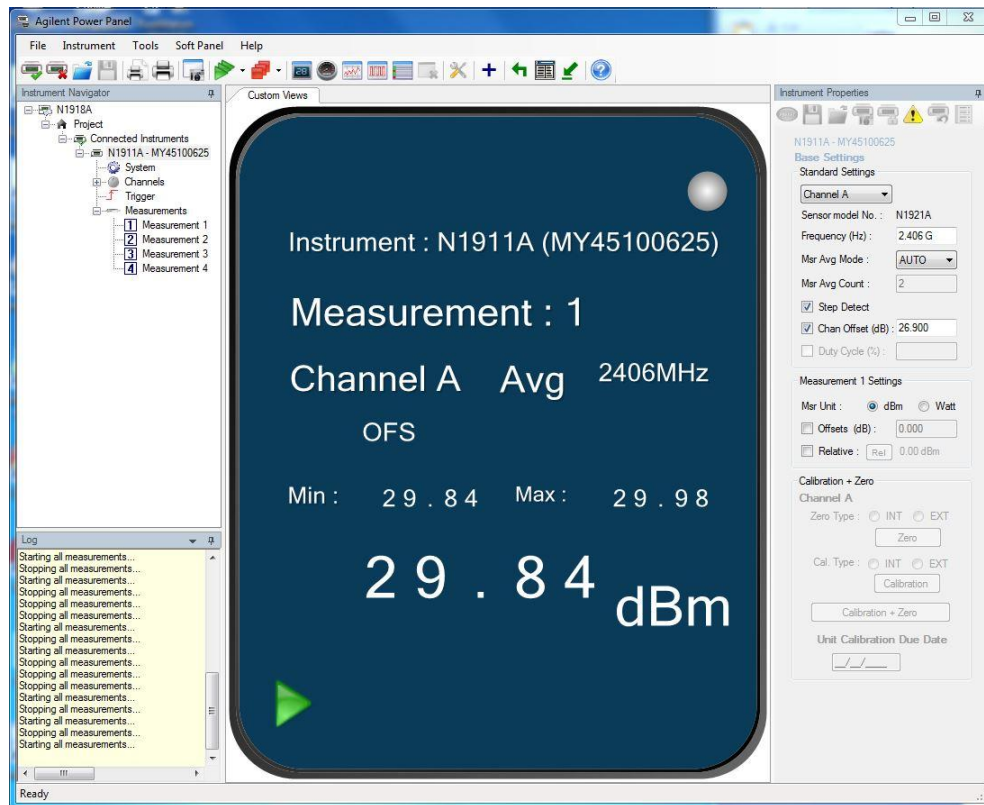 Agilent Power Panel
File Instrument Tools Soft Panel Help
Instrument Navigator
N1918A
Project
Connected Instruments
N1911A - MY45100625
System
Channels
Trigger
Measurements
1 Measurement 1
2 Measurement 2
3 Measurement 3
4 Measurement 4
Log
Starting all measurements...
Stopping all measurements...
Starting all measurements...
Stopping all measurements...
Stopping all measurements...
Starting all measurements...
Stopping all measurements...
Stopping all measurements...
Starting all measurements...
Stopping all measurements...
Stopping all measurements...
Stopping all measurements...
Starting all measurements...
Stopping all measurements...
Starting all measurements...
Stopping all measurements...
Starting all measurements...
Ready
Custom Views
Instrument : N1911A (MY45100625)
Measurement : 1
Channel A Avg 2406MHz
OFS
Min : 29.84 Max : 29.98
29.84 dBm
Instrument Properties
N1911A - MY45100625
Base Settings
Standard Settings
Channel A
Sensor model No. : N1921A
Frequency (Hz) : 2.406 G
Msr Avg Mode : AUTO
Msr Avg Count : 2
Step Detect
Chan Offset (dB) : 26.900
Duty Cycle (%) :
Measurement 1 Settings
Msr Unit : dBm Watt
Offsets (dB) : 0.000
Relative : Rel 0.00 dBm
Calibration + Zero
Channel A
Zero Type : INT EXT
Zero
Cal. Type : INT EXT
Calibration
Calibration + Zero
Unit Calibration Due Date
_/_/___